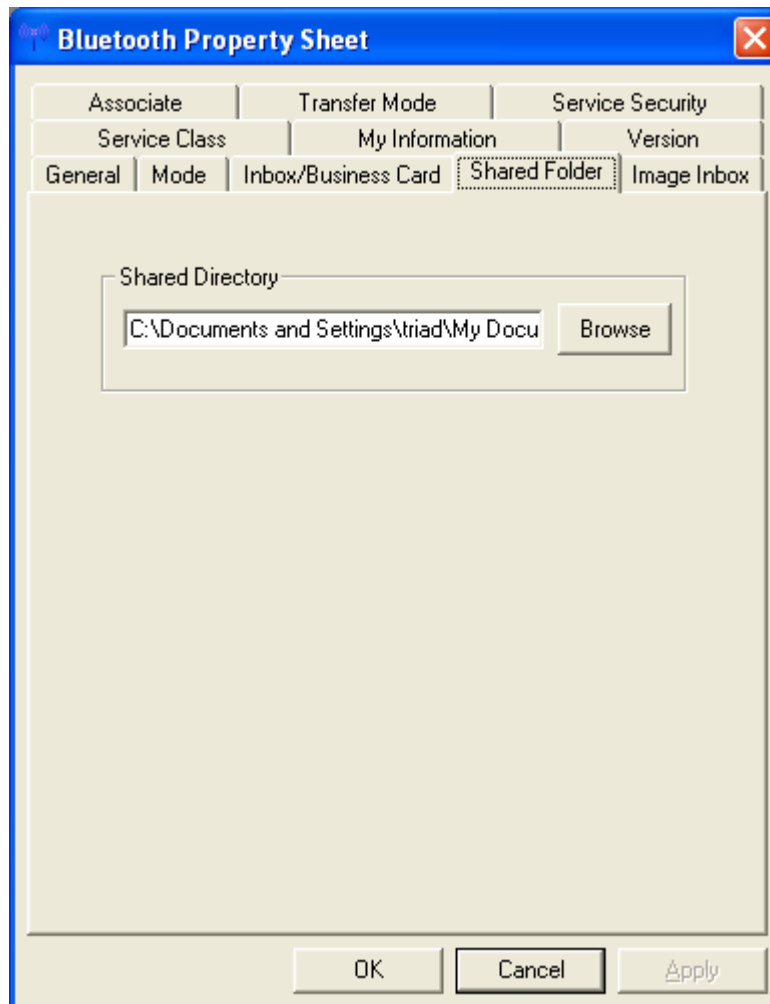 Bluetooth Property Sheet
Associate Transfer Mode Service Security
Service Class My Information Version
General Mode Inbox/Business Card Shared Folder Image Inbox
Shared Directory
C:\Documents and Settings\triad\My Docu Browse
OK Cancel Apply